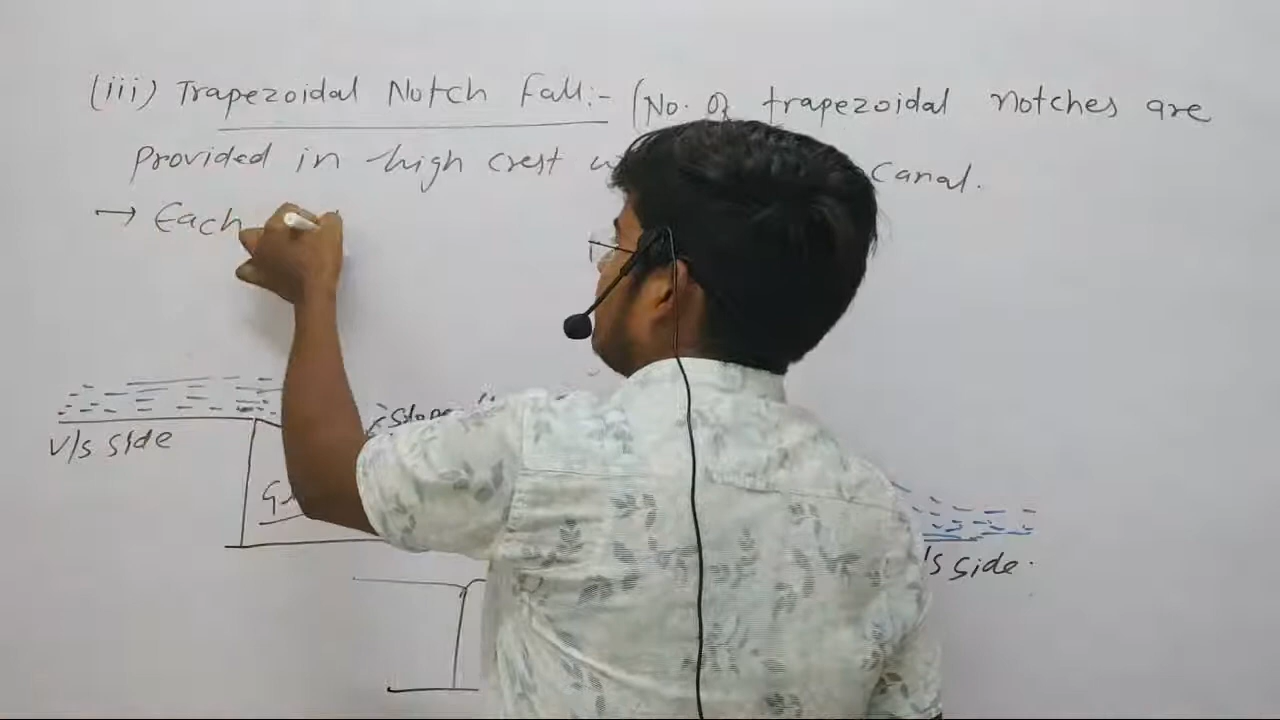 (iii) Trapezoidal Notch Fall:- (No. of trapezoidal notches are
Provided in high crest canal.
→ Each
Slope
U/s side
/s side.